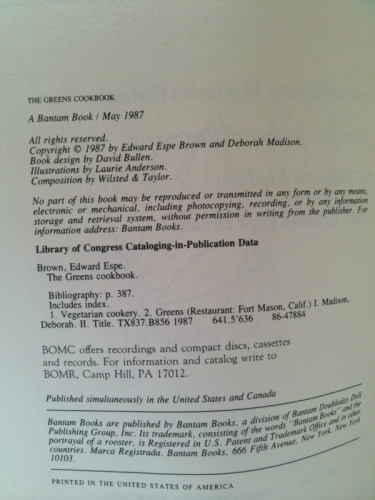 THE GREENS COOKBOOK
A Bantam Book / May 1987
All rights reserved.
Copyright © 1987 by Edward Espe Brown and Deborah Madison.
Book design by David Bullen.
Illustrations by Laurie Anderson.
Composition by Wilsted & Taylor.
No part of this book may be reproduced or transmitted in any form or by any means,
electronic or mechanical, including photocopying, recording, or by any information
storage and retrieval system, without permission in writing from the publisher. For
information address: Bantam Books.
Library of Congress Cataloging-in-Publication Data
Brown, Edward Espe.
The Greens cookbook.
Bibliography: p. 387.
Includes index.
1. Vegetarian cookery. 2. Greens (Restaurant: Fort Mason, Calif.) I. Madison,
Deborah. II. Title. TX837.B856 1987 641.5'636 86-47884
BOMC offers recordings and compact discs, cassettes
and records. For information and catalog write to
BOMR, Camp Hill, PA 17012.
Published simultaneously in the United States and Canada
Bantam Books are published by Bantam Books, a division of Bantam Doubleday Dell
Publishing Group, Inc. Its trademark, consisting of the words "Bantam Books" and the
portrayal of a rooster, is Registered in U.S. Patent and Trademark Office and in other
countries. Marca Registrada. Bantam Books, 666 Fifth Avenue, New York, New York
10103.
PRINTED IN THE UNITED STATES OF AMERICA